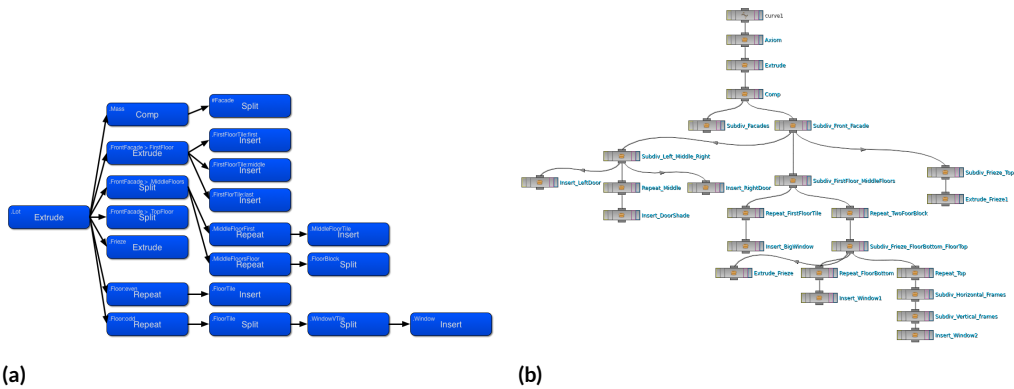 .Lot
Extrude
.Mass
Comp
#Facade
Split
FrontFacade > .FirstFloor
Extrude
.FirstFloorTile:first
Insert
.FirstFloorTile:middle
Insert
.FirstFloorTile:last
Insert
FrontFacade > .MiddleFloors
Split
.MiddleFloorFirst
Repeat
.MiddleFloorTile
Insert
.MiddleFloorsFloor
Repeat
.FloorBlock
Split
FrontFacade > .TopFloor
Split
.Frieze
Extrude
.Floor:even
Repeat
.FloorTile
Insert
.Floor:odd
Repeat
.FloorTile
Split
.WindowVTile
Split
.Window
Insert
(a)
curve1
Axiom
Extrude
Comp
Subdiv_Facades
Subdiv_Front_Facade
Subdiv_Left_Middle_Right
Subdiv_Frieze_Top
Insert_LeftDoor
Repeat_Middle
Insert_RightDoor
Subdiv_FirstFloor_MiddleFloors
Extrude_Frieze1
Insert_DoorShade
Repeat_FirstFloorTile
Repeat_TwoFoorBlock
Insert_BigWindow
Subdiv_Frieze_FloorBottom_FloorTop
Extrude_Frieze
Repeat_FloorBottom
Repeat_Top
Insert_Window1
Subdiv_Horizontal_Frames
Subdiv_Vertical_frames
Insert_Window2
(b)